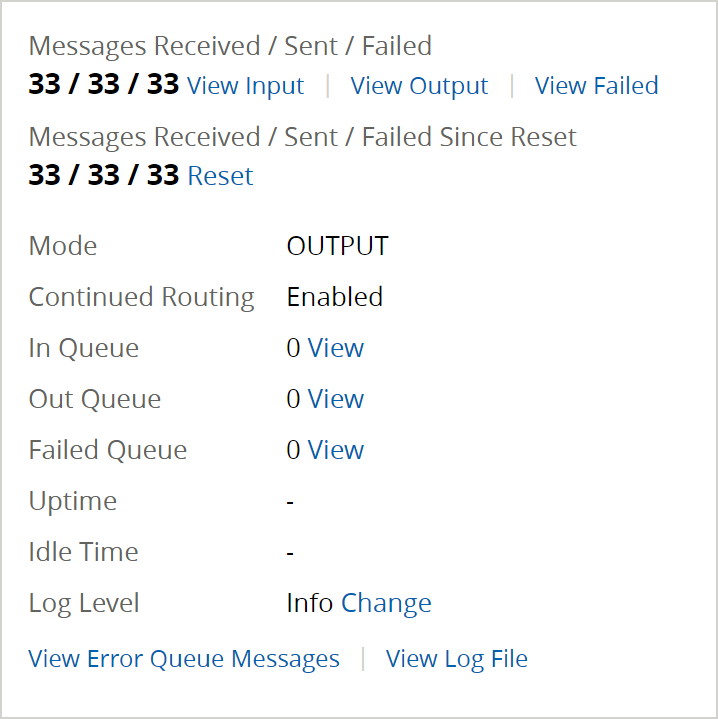 Messages Received / Sent / Failed
33 / 33 / 33 View Input | View Output | View Failed
Messages Received / Sent / Failed Since Reset
33 / 33 / 33 Reset
Mode OUTPUT
Continued Routing Enabled
In Queue 0 View
Out Queue 0 View
Failed Queue 0 View
Uptime -
Idle Time -
Log Level Info Change
View Error Queue Messages | View Log File